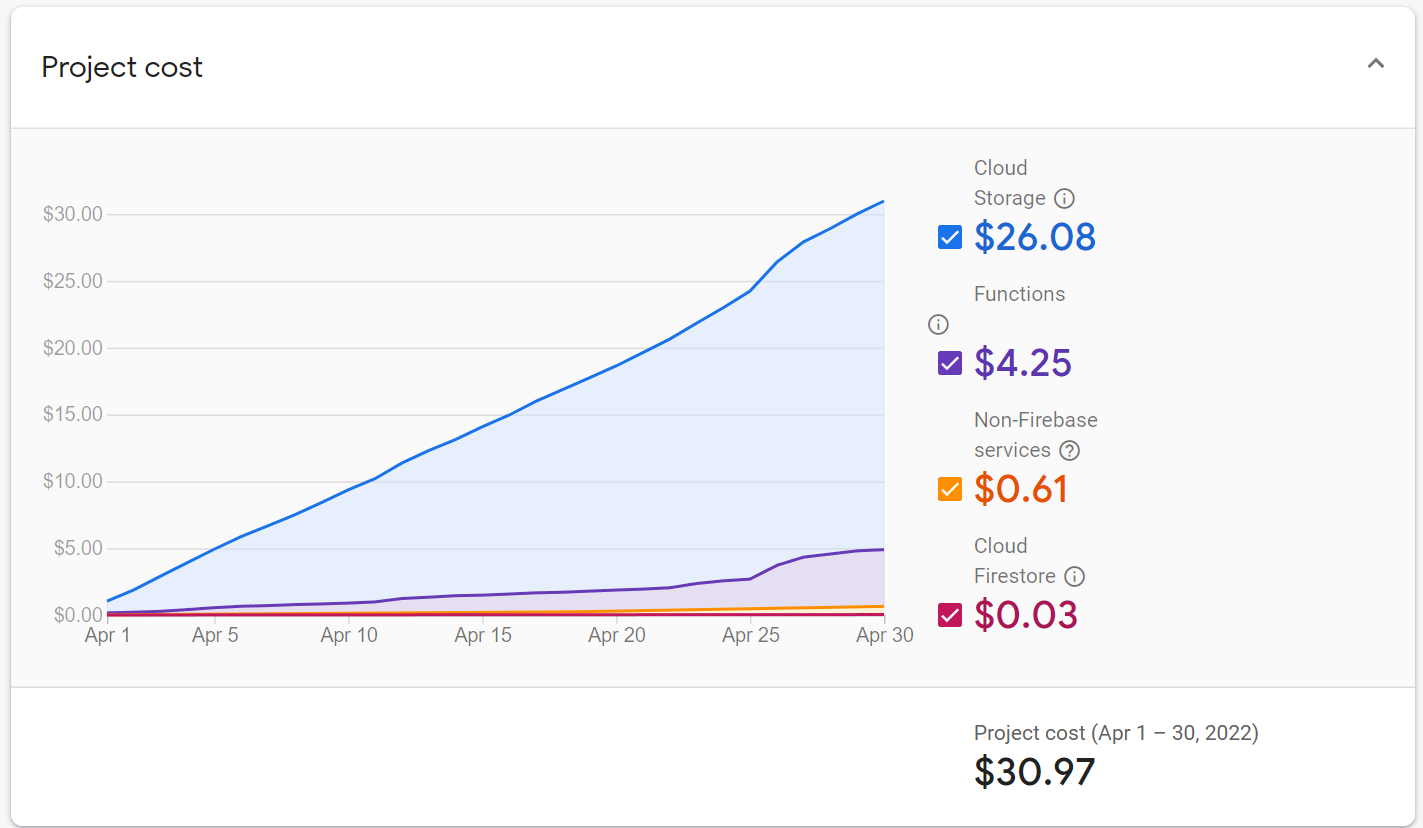 Project cost
$30.00
$25.00
$20.00
$15.00
$10.00
$5.00
$0.00
Apr 1 Apr 5 Apr 10 Apr 15 Apr 20 Apr 25 Apr 30
Cloud
Storage
$26.08
Functions
$4.25
Non-Firebase
services
$0.61
Cloud
Firestore
$0.03
Project cost (Apr 1 – 30, 2022)
$30.97